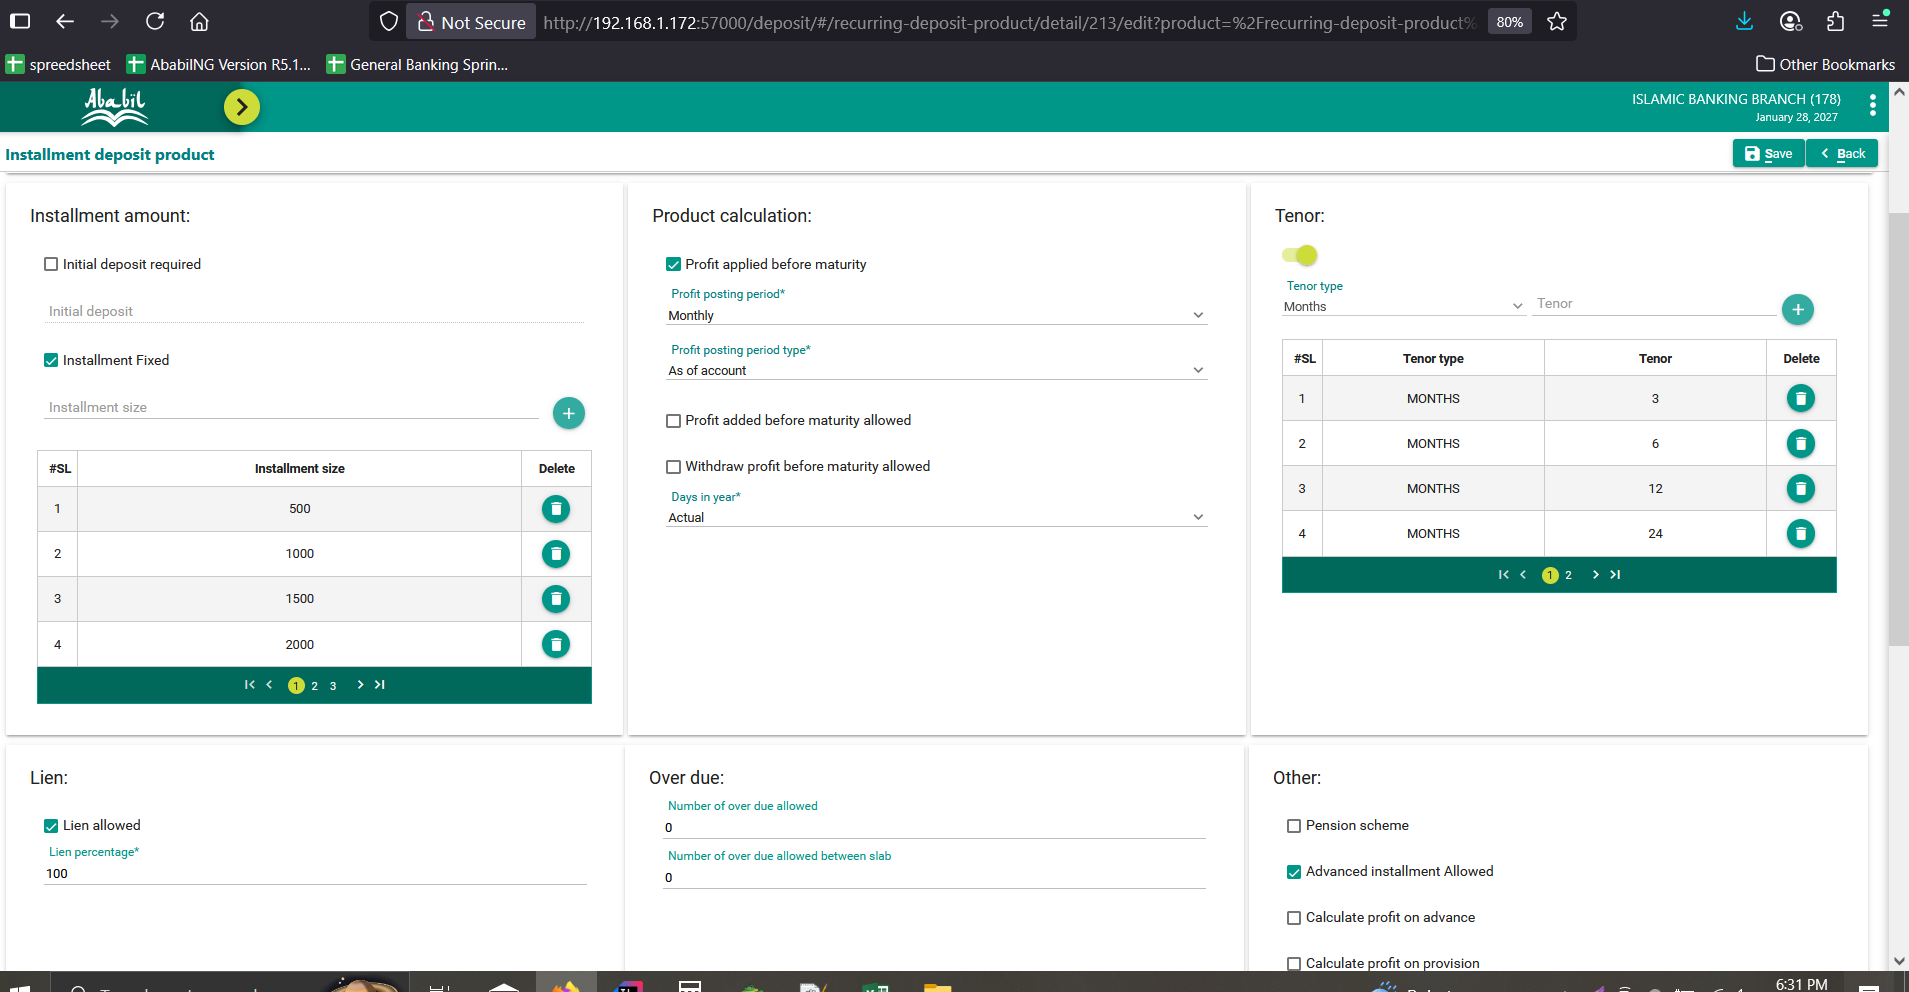 Not Secure
http://192.168.1.172:57000/deposit/#/recurring-deposit-product/detail/213/edit?product=%2Frecurring-deposit-product%
80%
spreedsheet
AbabilNG Version R5.1...
General Banking Sprin...
Other Bookmarks
Ababil
ISLAMIC BANKING BRANCH (178)
January 28, 2027
Installment deposit product
Save
Back
Installment amount:
Initial deposit required
Initial deposit
Installment Fixed
Installment size
#SL Installment size Delete
1 500
2 1000
3 1500
4 2000
1 2 3
Product calculation:
Profit applied before maturity
Profit posting period*
Monthly
Profit posting period type*
As of account
Profit added before maturity allowed
Withdraw profit before maturity allowed
Days in year*
Actual
Tenor:
Tenor type
Months
Tenor
#SL Tenor type Tenor Delete
1 MONTHS 3
2 MONTHS 6
3 MONTHS 12
4 MONTHS 24
1 2
Lien:
Lien allowed
Lien percentage*
100
Over due:
Number of over due allowed
0
Number of over due allowed between slab
0
Other:
Pension scheme
Advanced installment Allowed
Calculate profit on advance
Calculate profit on provision
6:31 PM